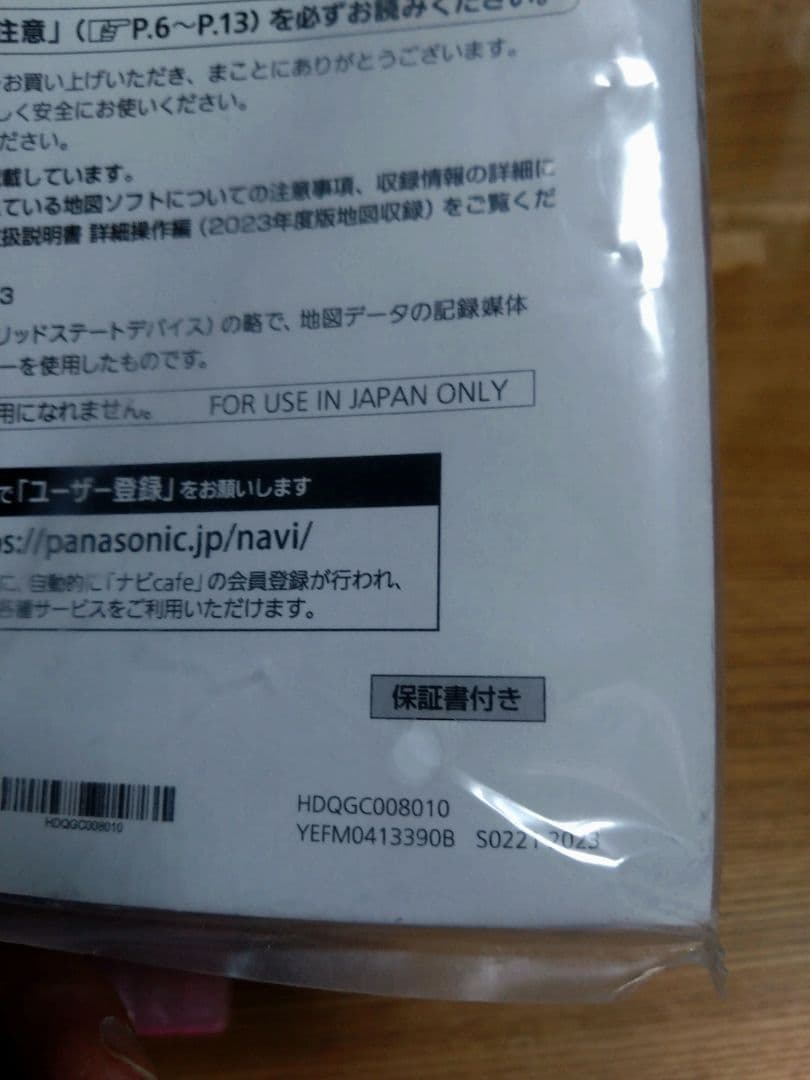 注意」(☞P.6~P.13)を必ずお読みください。
お買い上げいただき、まことにありがとうございます。
しく安全にお使いください。
ださい。
載しています。
ている地図ソフトについての注意事項、収録情報の詳細に
扱説明書 詳細操作編(2023年度版地図収録)をご覧くだ
3
リッドステートデバイス)の略で、地図データの記録媒体
ーを使用したものです。
用になれません。 FOR USE IN JAPAN ONLY
で「ユーザー登録」をお願いします
s://panasonic.jp/navi/
に、自動的に「ナビcafe」の会員登録が行われ、
各種サービスをご利用いただけます。
保証書付き
HDQGC008010
HDQGC008010
YEFM0413390B S0221-2023